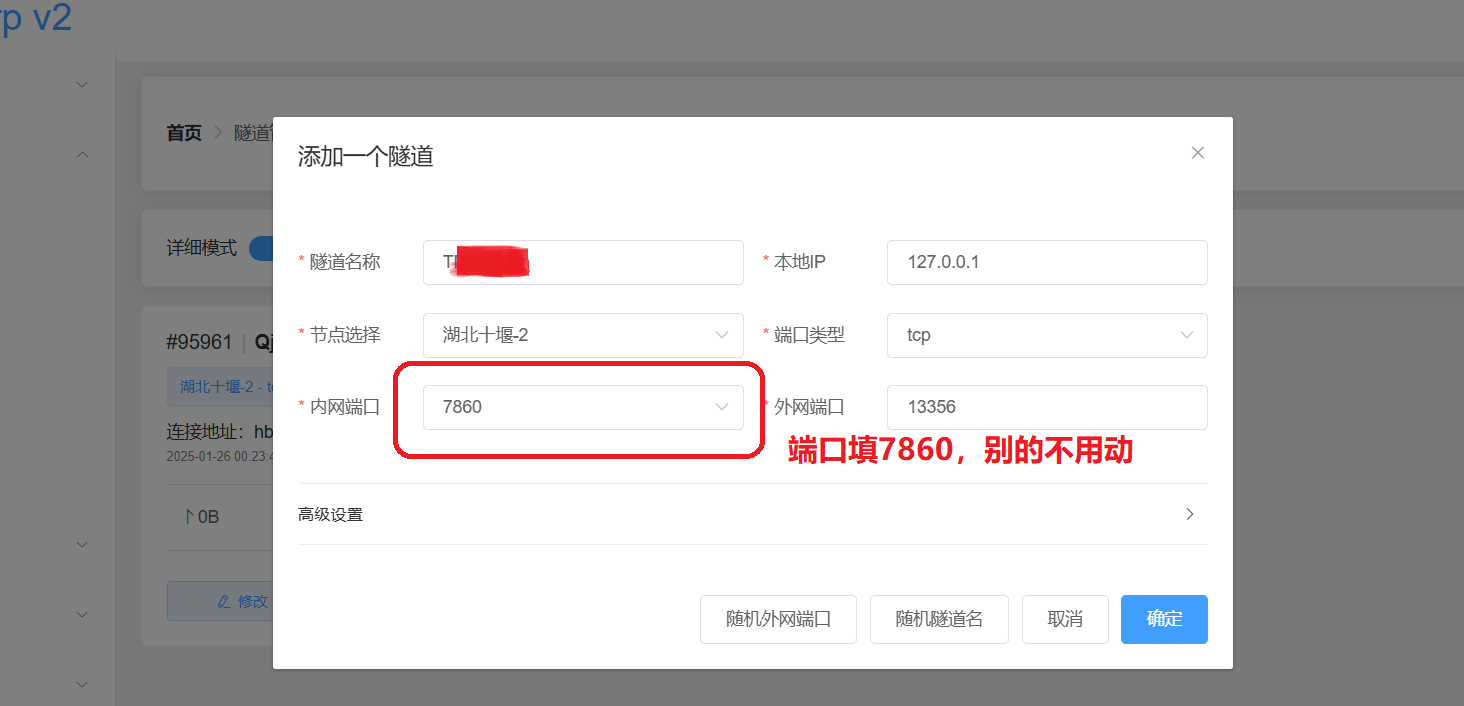 rp v2
首页 > 隧道
添加一个隧道
详细模式
* 隧道名称
* 本地IP 127.0.0.1
* 节点选择 湖北十堰-2
* 端口类型 tcp
#95961
* 内网端口 7860
* 外网端口 13356
湖北十堰-2 - t
连接地址：hb
端口填7860，别的不用动
2025-01-26 00:23:4
高级设置
0B
修改
随机外网端口 随机隧道名 取消 确定